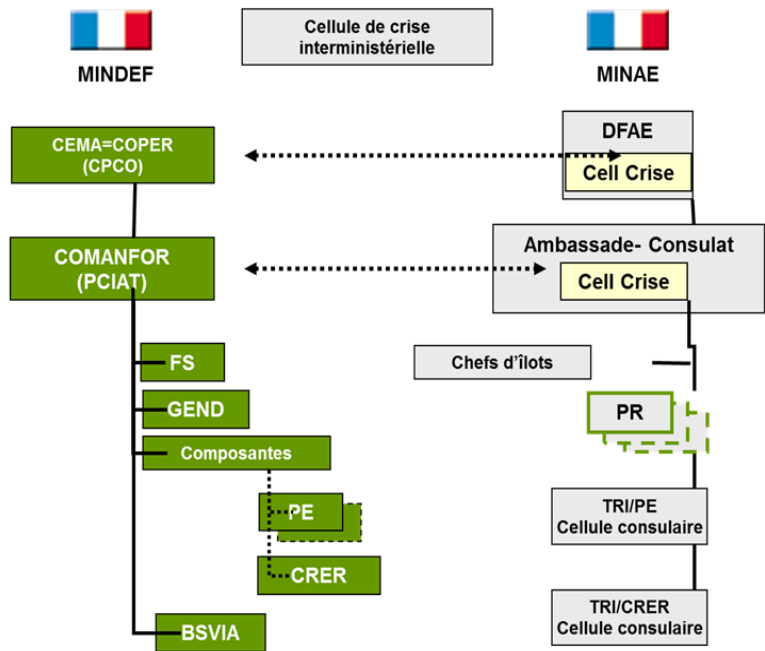 Cellule de crise
interministérielle
MINDEF
MINAE
CEMA=COPER
(CPCO)
DFAE
Cell Crise
COMANFOR
(PCIAT)
Ambassade- Consulat
Cell Crise
FS
Chefs d'îlots
GEND
PR
Composantes
PE
TRI/PE
Cellule consulaire
CRER
TRI/CRER
Cellule consulaire
BSVIA